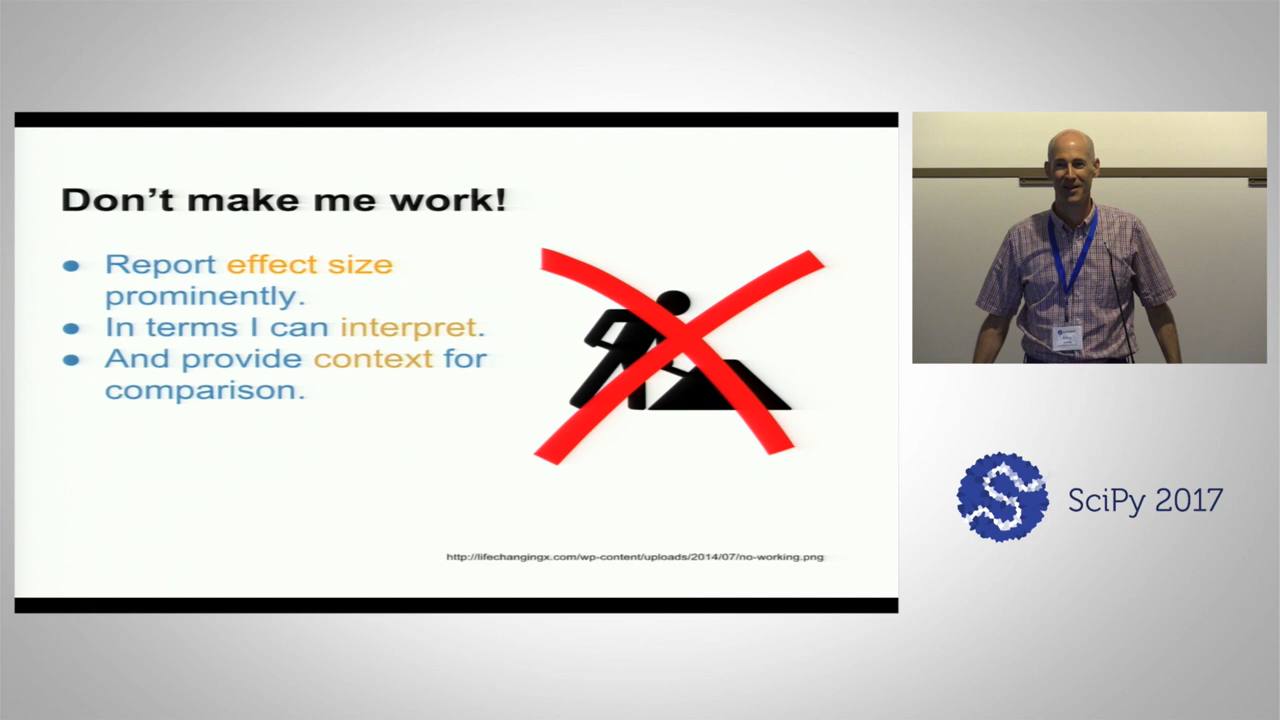 Don't make me work!
● Report effect size
prominently.
● In terms I can interpret.
● And provide context for
comparison.
http://lifechangingx.com/wp-content/uploads/2014/07/no-working.png
SciPy 2017